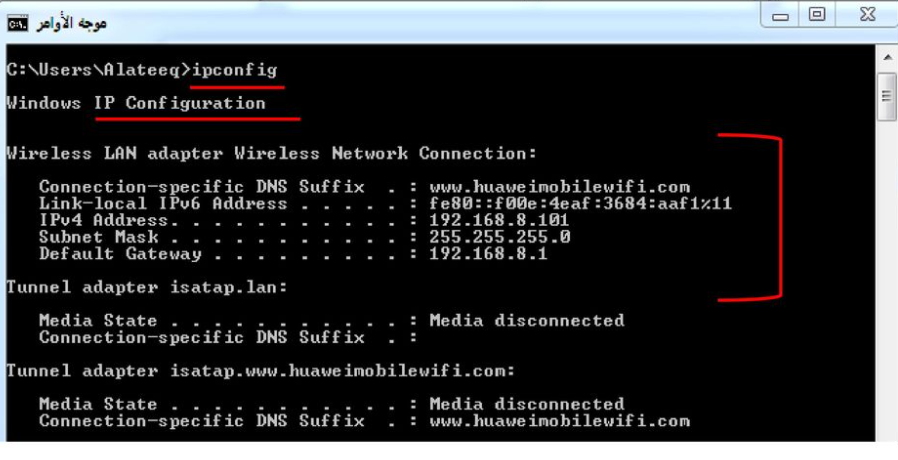 موجه الأوامر
C:\Users\Alateeq>ipconfig
Windows IP Configuration
Wireless LAN adapter Wireless Network Connection:
Connection-specific DNS Suffix . : www.huaweimobilewifi.com
Link-local IPv6 Address . . . . . : fe80::f00e:4eaf:3684:aaf1%11
IPv4 Address. . . . . . . . . . . : 192.168.8.101
Subnet Mask . . . . . . . . . . . : 255.255.255.0
Default Gateway . . . . . . . . . : 192.168.8.1
Tunnel adapter isatap.lan:
Media State . . . . . . . . . . . : Media disconnected
Connection-specific DNS Suffix . :
Tunnel adapter isatap.www.huaweimobilewifi.com:
Media State . . . . . . . . . . . : Media disconnected
Connection-specific DNS Suffix . : www.huaweimobilewifi.com